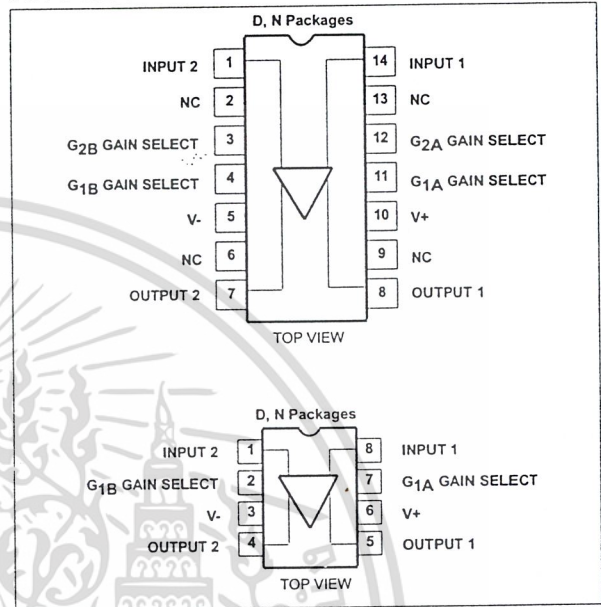 D, N Packages
INPUT 2 1 14 INPUT 1
NC 2 13 NC
G2B GAIN SELECT 3 12 G2A GAIN SELECT
G1B GAIN SELECT 4 11 G1A GAIN SELECT
V- 5 10 V+
NC 6 9 NC
OUTPUT 2 7 8 OUTPUT 1
TOP VIEW
D, N Packages
INPUT 2 1 8 INPUT 1
G1B GAIN SELECT 2 7 G1A GAIN SELECT
V- 3 6 V+
OUTPUT 2 4 5 OUTPUT 1
TOP VIEW